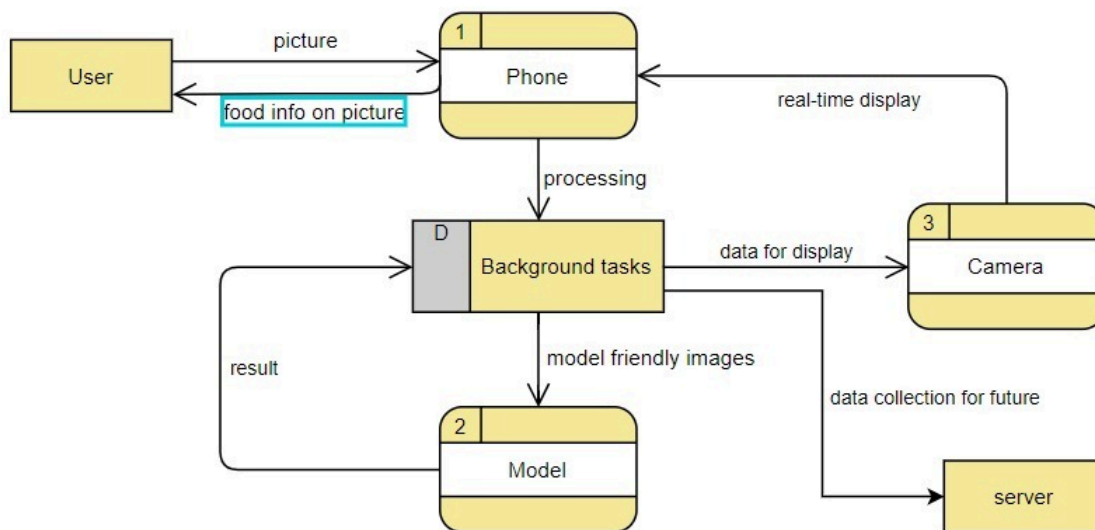 picture
1
User
Phone
food info on picture
real-time display
processing
D
3
Background tasks
data for display
Camera
result
model friendly images
data collection for future
2
Model
server